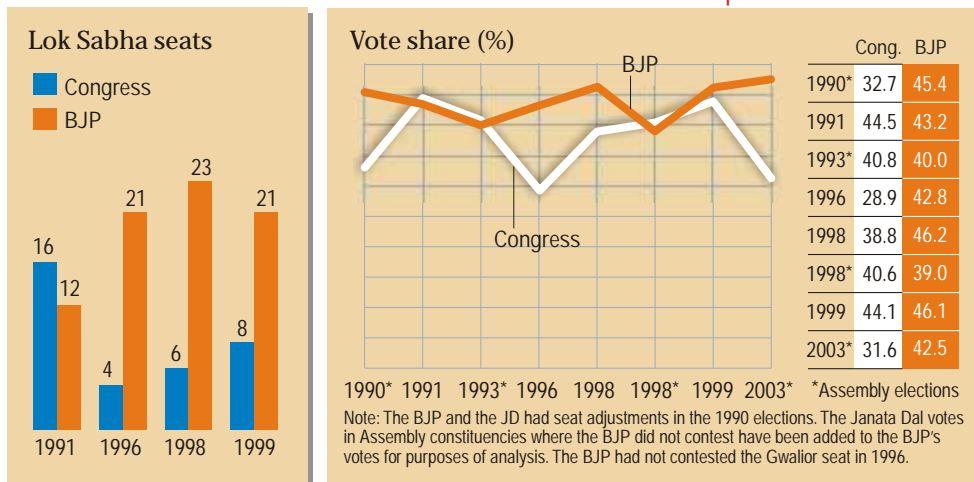 Lok Sabha seats
Congress
BJP
16
12
4
21
6
23
8
21
1991 1996 1998 1999
Vote share (%)
BJP
Congress
1990* 1991 1993* 1996 1998 1998* 1999 2003*
Cong. BJP
1990* 32.7 45.4
1991 44.5 43.2
1993* 40.8 40.0
1996 28.9 42.8
1998 38.8 46.2
1998* 40.6 39.0
1999 44.1 46.1
2003* 31.6 42.5
*Assembly elections
Note: The BJP and the JD had seat adjustments in the 1990 elections. The Janata Dal votes
in Assembly constituencies where the BJP did not contest have been added to the BJP's
votes for purposes of analysis. The BJP had not contested the Gwalior seat in 1996.